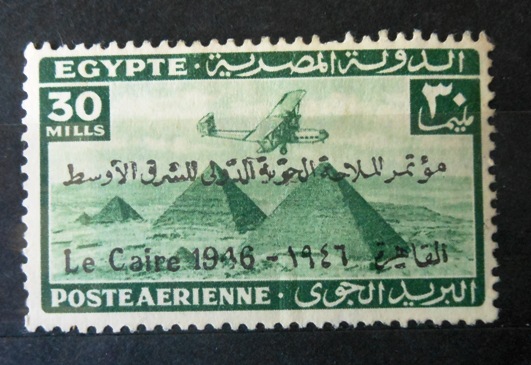 EGYPTE · الدولة المصرية
30 ٣٠
MILLS مليما
مؤتمر الملاحة الجوية الدولى للشرق الأوسط
Le Caire 1946 - ١٩٤٦ القاهرة
POSTE AERIENNE · البريد الجوى